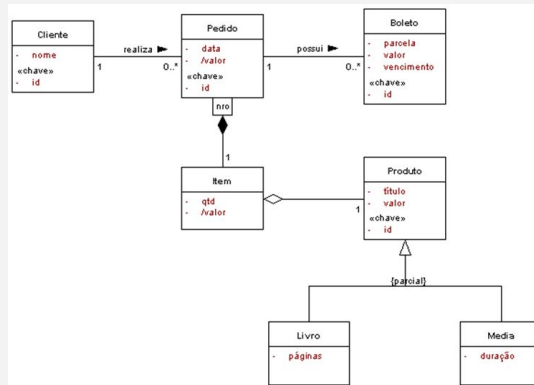 Cliente
- nome
«chave»
- id
realiza
1
0..*
Pedido
- data
- /valor
«chave»
- id
nro
possui
1
0..*
Boleto
- parcela
- valor
- vencimento
«chave»
- id
1
Item
- qtd
- /valor
1
Produto
- título
- valor
«chave»
- id
{parcial}
Livro
- páginas
Media
- duração